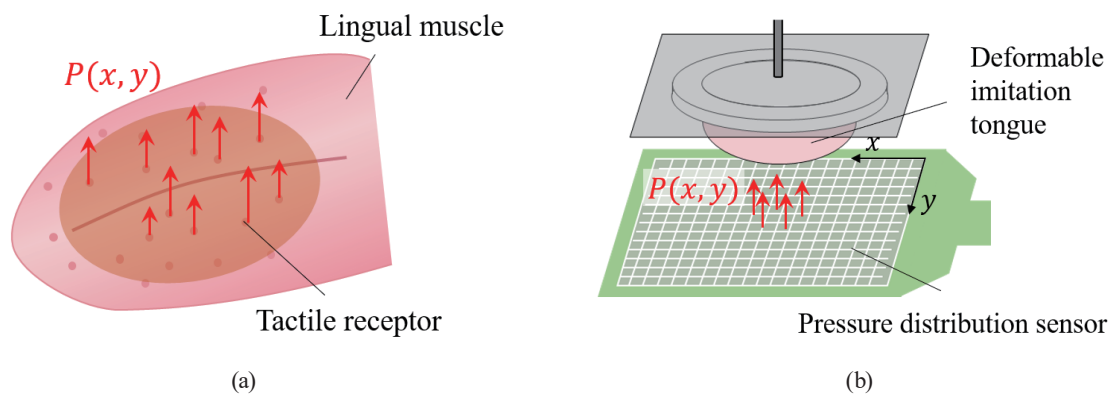 Lingual muscle
P(x, y)
Tactile receptor
(a)
Deformable
imitation
tongue
x
P(x, y)
y
Pressure distribution sensor
(b)